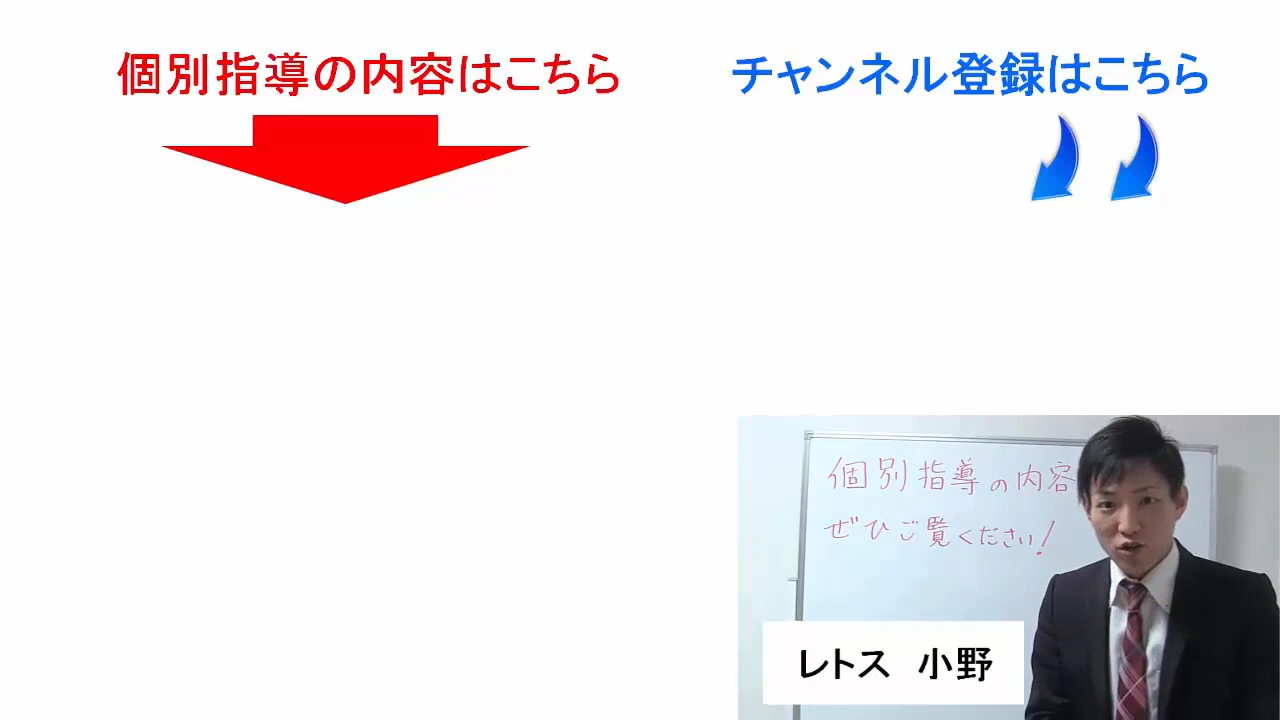 個別指導の内容はこちら
チャンネル登録はこちら
個別指導の内容
ぜひご覧ください!
レトス 小野